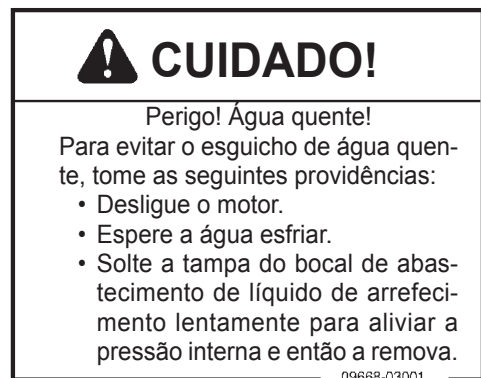 CUIDADO!
Perigo! Água quente!
Para evitar o esguicho de água quen-
te, tome as seguintes providências:
• Desligue o motor.
• Espere a água esfriar.
• Solte a tampa do bocal de abas-
tecimento de líquido de arrefeci-
mento lentamente para aliviar a
pressão interna e então a remova.
09668-03001